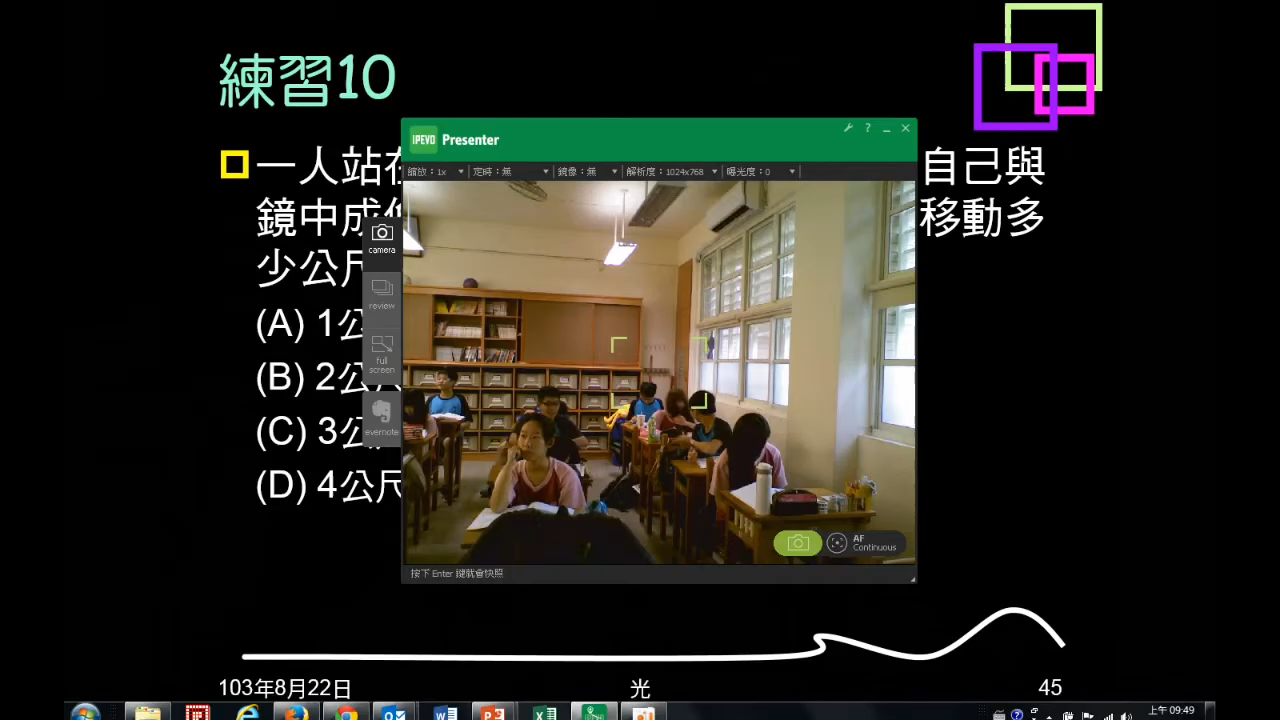 練習10
IPEVO Presenter
?
縮放：1x 定時：無 鏡像：無 解析度：1024x768 曝光度：0
一人站在
自己與
鏡中成
移動多
少公尺
(A) 1公
(B) 2公
(C) 3公
(D) 4公尺
camera
review
full
screen
evernote
AF
Continuous
按下 Enter 鍵就會快照
103年8月22日
光
45
上午 09:49